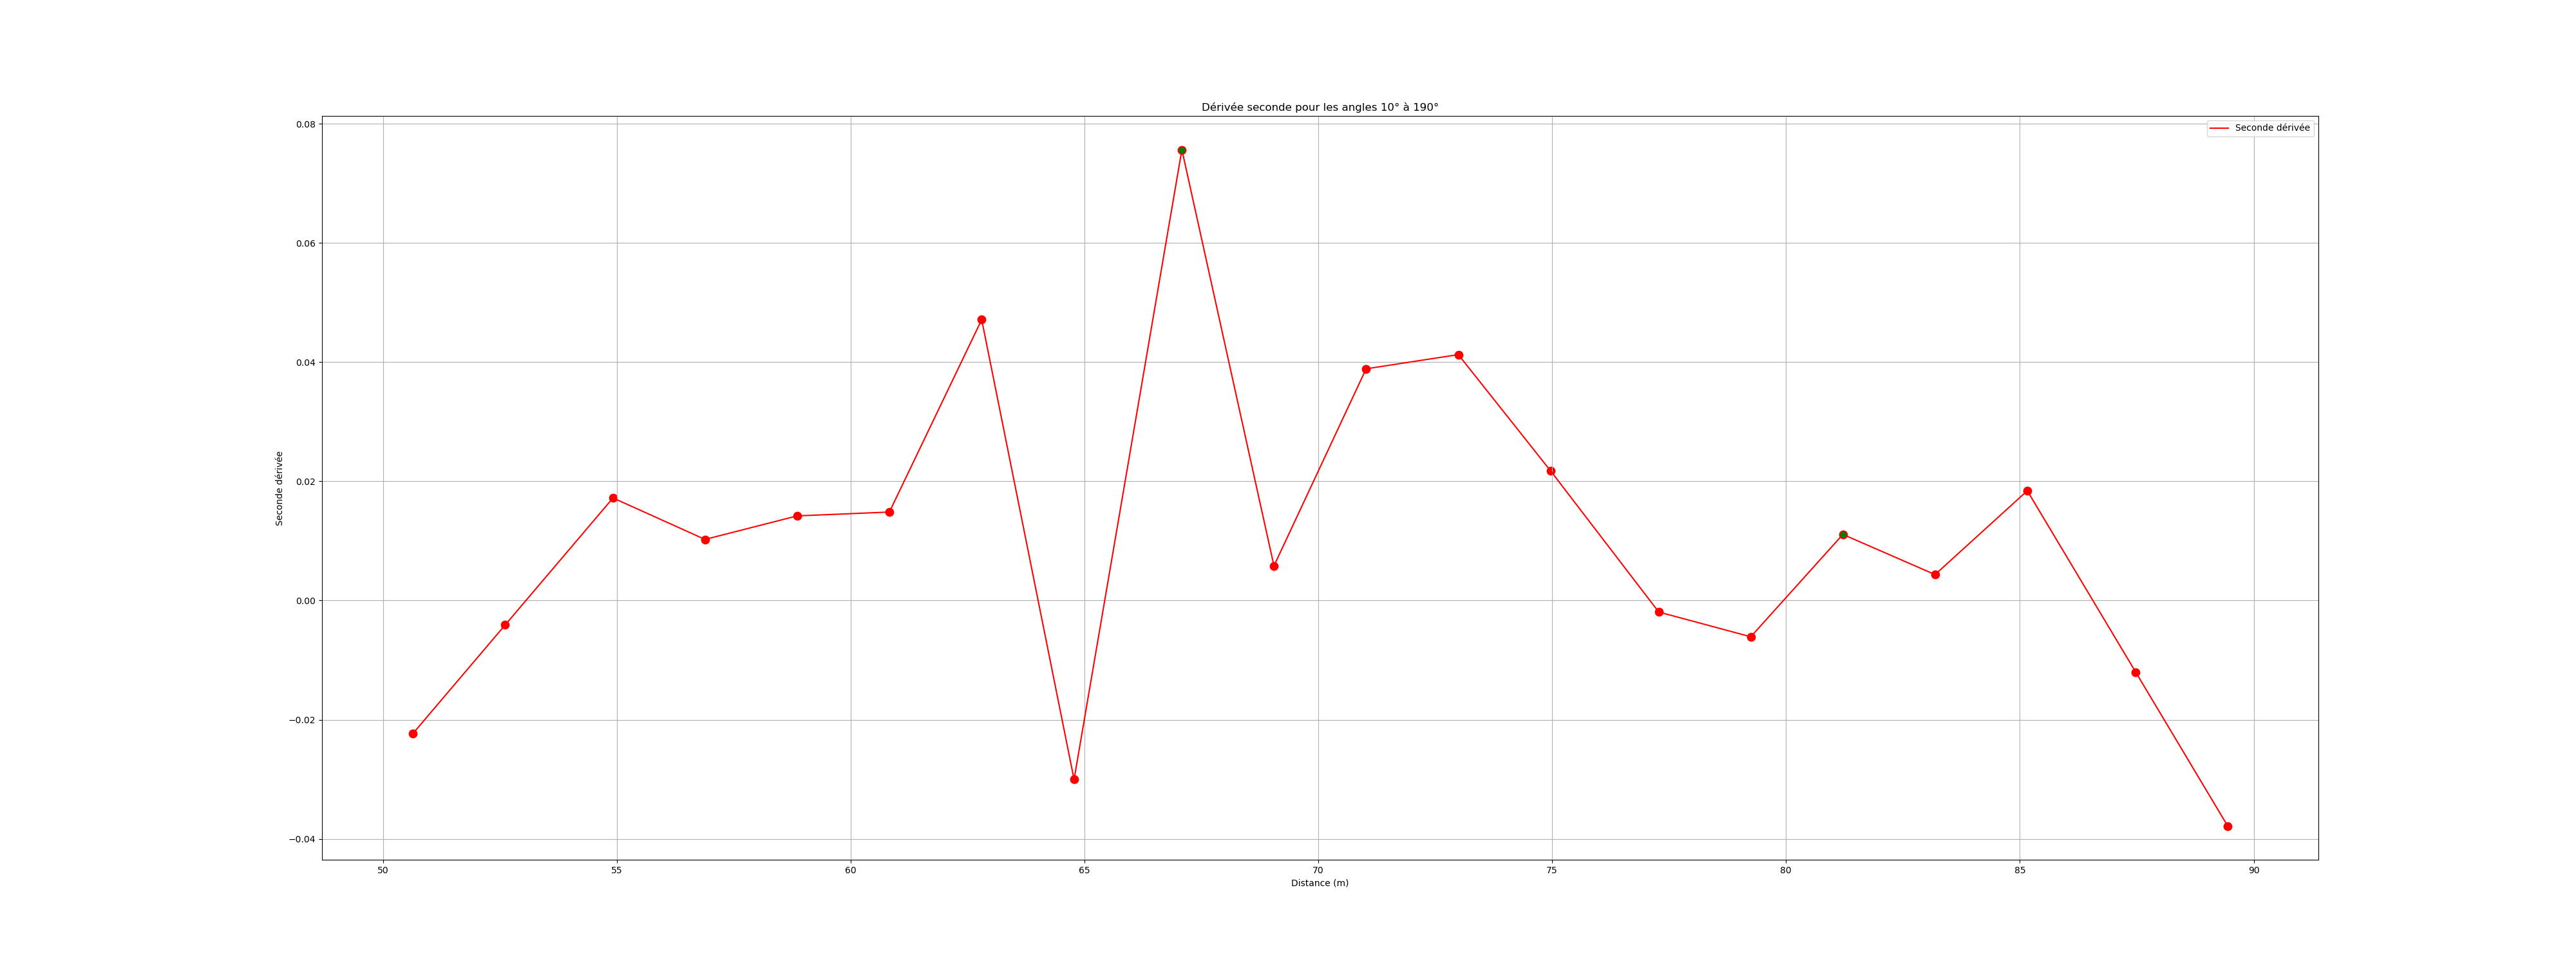 Dérivée seconde pour les angles 10° à 190°
Seconde dérivée
0.08
0.06
0.04
0.02
0.00
−0.02
−0.04
Seconde dérivée
50 55 60 65 70 75 80 85 90
Distance (m)